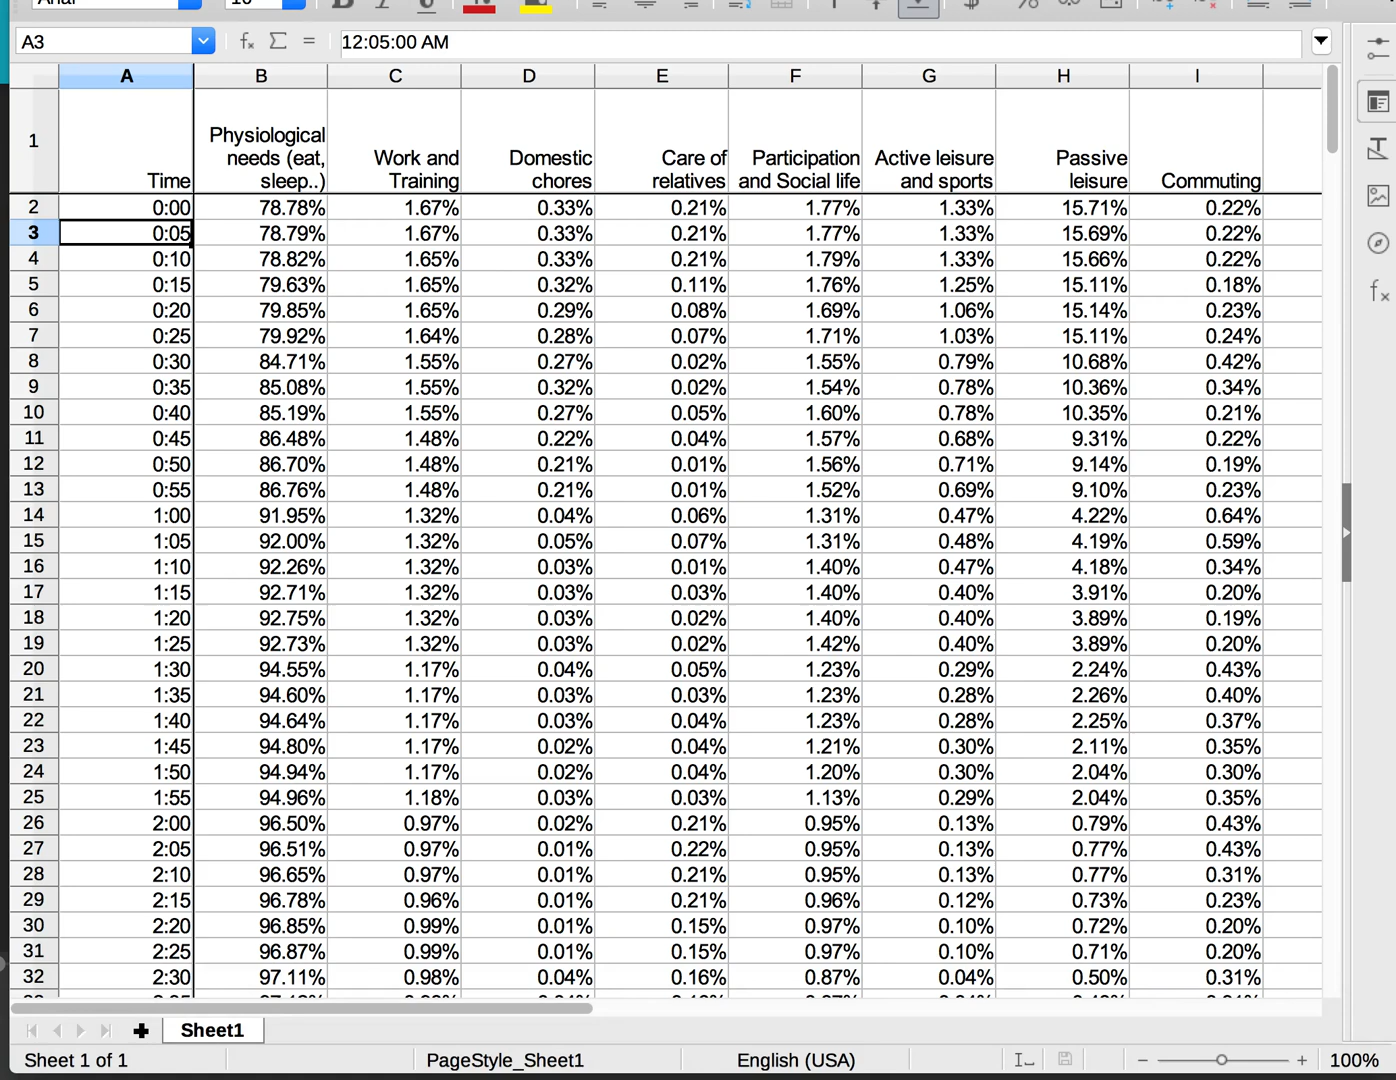 A3 12:05:00 AM
A B C D E F G H I
1 Time Physiological needs (eat, sleep..) Work and Training Domestic chores Care of relatives Participation and Social life Active leisure and sports Passive leisure Commuting
2 0:00 78.78% 1.67% 0.33% 0.21% 1.77% 1.33% 15.71% 0.22%
3 0:05 78.79% 1.67% 0.33% 0.21% 1.77% 1.33% 15.69% 0.22%
4 0:10 78.82% 1.65% 0.33% 0.21% 1.79% 1.33% 15.66% 0.22%
5 0:15 79.63% 1.65% 0.32% 0.11% 1.76% 1.25% 15.11% 0.18%
6 0:20 79.85% 1.65% 0.29% 0.08% 1.69% 1.06% 15.14% 0.23%
7 0:25 79.92% 1.64% 0.28% 0.07% 1.71% 1.03% 15.11% 0.24%
8 0:30 84.71% 1.55% 0.27% 0.02% 1.55% 0.79% 10.68% 0.42%
9 0:35 85.08% 1.55% 0.32% 0.02% 1.54% 0.78% 10.36% 0.34%
10 0:40 85.19% 1.55% 0.27% 0.05% 1.60% 0.78% 10.35% 0.21%
11 0:45 86.48% 1.48% 0.22% 0.04% 1.57% 0.68% 9.31% 0.22%
12 0:50 86.70% 1.48% 0.21% 0.01% 1.56% 0.71% 9.14% 0.19%
13 0:55 86.76% 1.48% 0.21% 0.01% 1.52% 0.69% 9.10% 0.23%
14 1:00 91.95% 1.32% 0.04% 0.06% 1.31% 0.47% 4.22% 0.64%
15 1:05 92.00% 1.32% 0.05% 0.07% 1.31% 0.48% 4.19% 0.59%
16 1:10 92.26% 1.32% 0.03% 0.01% 1.40% 0.47% 4.18% 0.34%
17 1:15 92.71% 1.32% 0.03% 0.03% 1.40% 0.40% 3.91% 0.20%
18 1:20 92.75% 1.32% 0.03% 0.02% 1.40% 0.40% 3.89% 0.19%
19 1:25 92.73% 1.32% 0.03% 0.02% 1.42% 0.40% 3.89% 0.20%
20 1:30 94.55% 1.17% 0.04% 0.05% 1.23% 0.29% 2.24% 0.43%
21 1:35 94.60% 1.17% 0.03% 0.03% 1.23% 0.28% 2.26% 0.40%
22 1:40 94.64% 1.17% 0.03% 0.04% 1.23% 0.28% 2.25% 0.37%
23 1:45 94.80% 1.17% 0.02% 0.04% 1.21% 0.30% 2.11% 0.35%
24 1:50 94.94% 1.17% 0.02% 0.04% 1.20% 0.30% 2.04% 0.30%
25 1:55 94.96% 1.18% 0.03% 0.03% 1.13% 0.29% 2.04% 0.35%
26 2:00 96.50% 0.97% 0.02% 0.21% 0.95% 0.13% 0.79% 0.43%
27 2:05 96.51% 0.97% 0.01% 0.22% 0.95% 0.13% 0.77% 0.43%
28 2:10 96.65% 0.97% 0.01% 0.21% 0.95% 0.13% 0.77% 0.31%
29 2:15 96.78% 0.96% 0.01% 0.21% 0.96% 0.12% 0.73% 0.23%
30 2:20 96.85% 0.99% 0.01% 0.15% 0.97% 0.10% 0.72% 0.20%
31 2:25 96.87% 0.99% 0.01% 0.15% 0.97% 0.10% 0.71% 0.20%
32 2:30 97.11% 0.98% 0.04% 0.16% 0.87% 0.04% 0.50% 0.31%
Sheet1
Sheet 1 of 1 PageStyle_Sheet1 English (USA) 100%